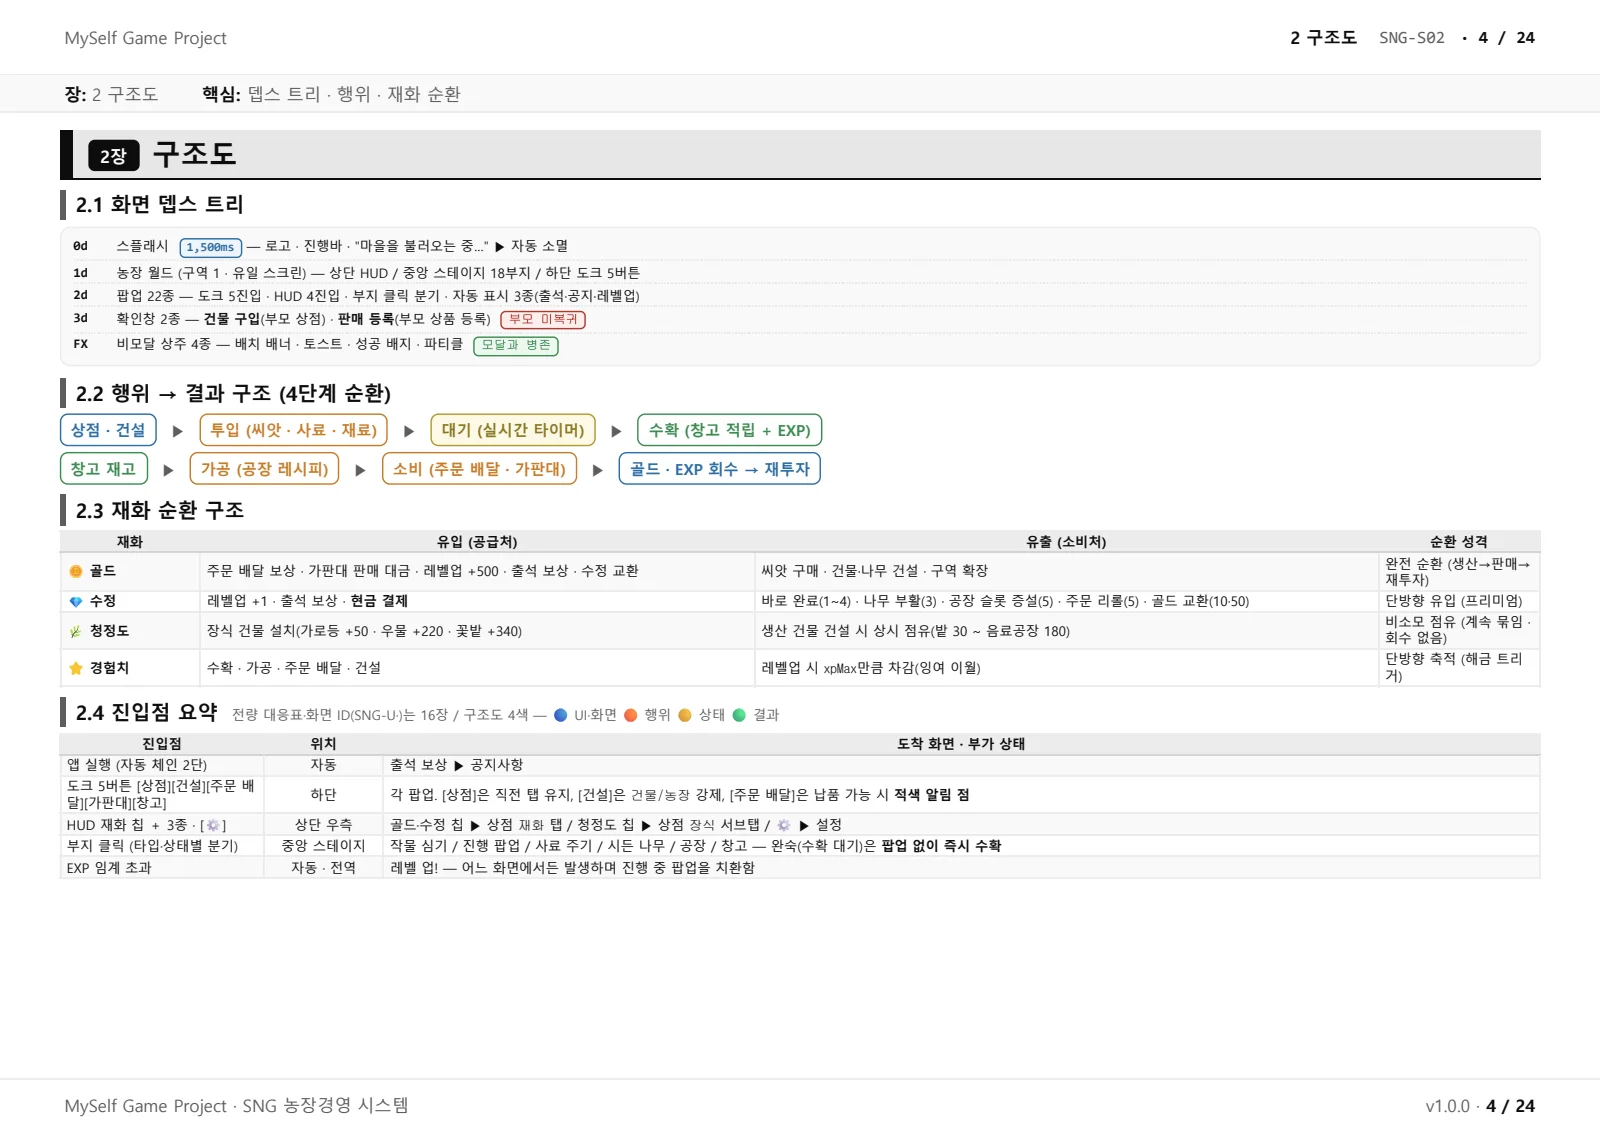 MySelf Game Project
2 구조도 SNG-S02 · 4 / 24
장: 2 구조도 핵심: 뎁스 트리 · 행위 · 재화 순환
2장 구조도
2.1 화면 뎁스 트리
0d 스플래시 1,500ms — 로고 · 진행바 · "마을을 불러오는 중..." ▶ 자동 소멸
1d 농장 월드 (구역 1 · 유일 스크린) — 상단 HUD / 중앙 스테이지 18부지 / 하단 도크 5버튼
2d 팝업 22종 — 도크 5진입 · HUD 4진입 · 부지 클릭 분기 · 자동 표시 3종(출석·공지·레벨업)
3d 확인창 2종 — 건물 구입(부모 상점) · 판매 등록(부모 상품 등록) 부모 미복귀
FX 비모달 상주 4종 — 배치 배너 · 토스트 · 성공 배지 · 파티클 모달과 병존
2.2 행위 → 결과 구조 (4단계 순환)
상점 · 건설 ▶ 투입 (씨앗 · 사료 · 재료) ▶ 대기 (실시간 타이머) ▶ 수확 (창고 적립 + EXP)
창고 재고 ▶ 가공 (공장 레시피) ▶ 소비 (주문 배달 · 가판대) ▶ 골드 · EXP 회수 → 재투자
2.3 재화 순환 구조
재화 유입 (공급처) 유출 (소비처) 순환 성격
골드 주문 배달 보상 · 가판대 판매 대금 · 레벨업 +500 · 출석 보상 · 수정 교환 씨앗 구매 · 건물·나무 건설 · 구역 확장 완전 순환 (생산→판매→
재투자)
수정 레벨업 +1 · 출석 보상 · 현금 결제 바로 완료(1~4) · 나무 부활(3) · 공장 슬롯 증설(5) · 주문 리롤(5) · 골드 교환(10·50) 단방향 유입 (프리미엄)
청정도 장식 건물 설치(가로등 +50 · 우물 +220 · 꽃밭 +340) 생산 건물 건설 시 상시 점유(밭 30 ~ 음료공장 180) 비소모 점유 (계속 묶임 ·
회수 없음)
경험치 수확 · 가공 · 주문 배달 · 건설 레벨업 시 xpMax만큼 차감(잉여 이월) 단방향 축적 (해금 트리
거)
2.4 진입점 요약 전량 대응표·화면 ID(SNG-U·)는 16장 / 구조도 4색 — UI·화면 행위 상태 결과
진입점 위치 도착 화면 · 부가 상태
앱 실행 (자동 체인 2단) 자동 출석 보상 ▶ 공지사항
도크 5버튼 [상점][건설][주문 배
달][가판대][창고] 하단 각 팝업. [상점]은 직전 탭 유지, [건설]은 건물/농장 강제, [주문 배달]은 납품 가능 시 적색 알림 점
HUD 재화 칩 + 3종 · [⚙] 상단 우측 골드·수정 칩 ▶ 상점 재화 탭 / 청정도 칩 ▶ 상점 장식 서브탭 / ⚙ ▶ 설정
부지 클릭 (타입·상태별 분기) 중앙 스테이지 작물 심기 / 진행 팝업 / 사료 주기 / 시든 나무 / 공장 / 창고 — 완숙(수확 대기)은 팝업 없이 즉시 수확
EXP 임계 초과 자동 · 전역 레벨 업! — 어느 화면에서든 발생하며 진행 중 팝업을 치환함
MySelf Game Project · SNG 농장경영 시스템
v1.0.0 · 4 / 24